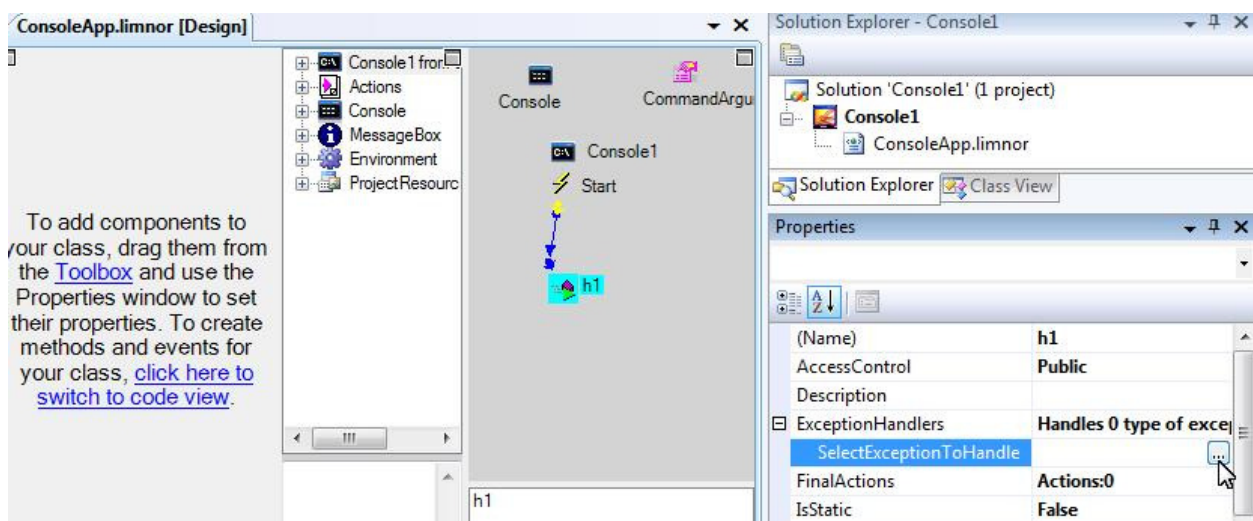 ConsoleApp.limnor [Design]
To add components to
your class, drag them from
the Toolbox and use the
Properties window to set
their properties. To create
methods and events for
your class, click here to
switch to code view.
Console1 from
Actions
Console
MessageBox
Environment
ProjectResourc
Console
CommandArgu
Console1
Start
h1
h1
Solution Explorer - Console1
Solution 'Console1' (1 project)
Console1
ConsoleApp.limnor
Solution Explorer
Class View
Properties
(Name) h1
AccessControl Public
Description
ExceptionHandlers Handles 0 type of excep
SelectExceptionToHandle ...
FinalActions Actions:0
IsStatic False